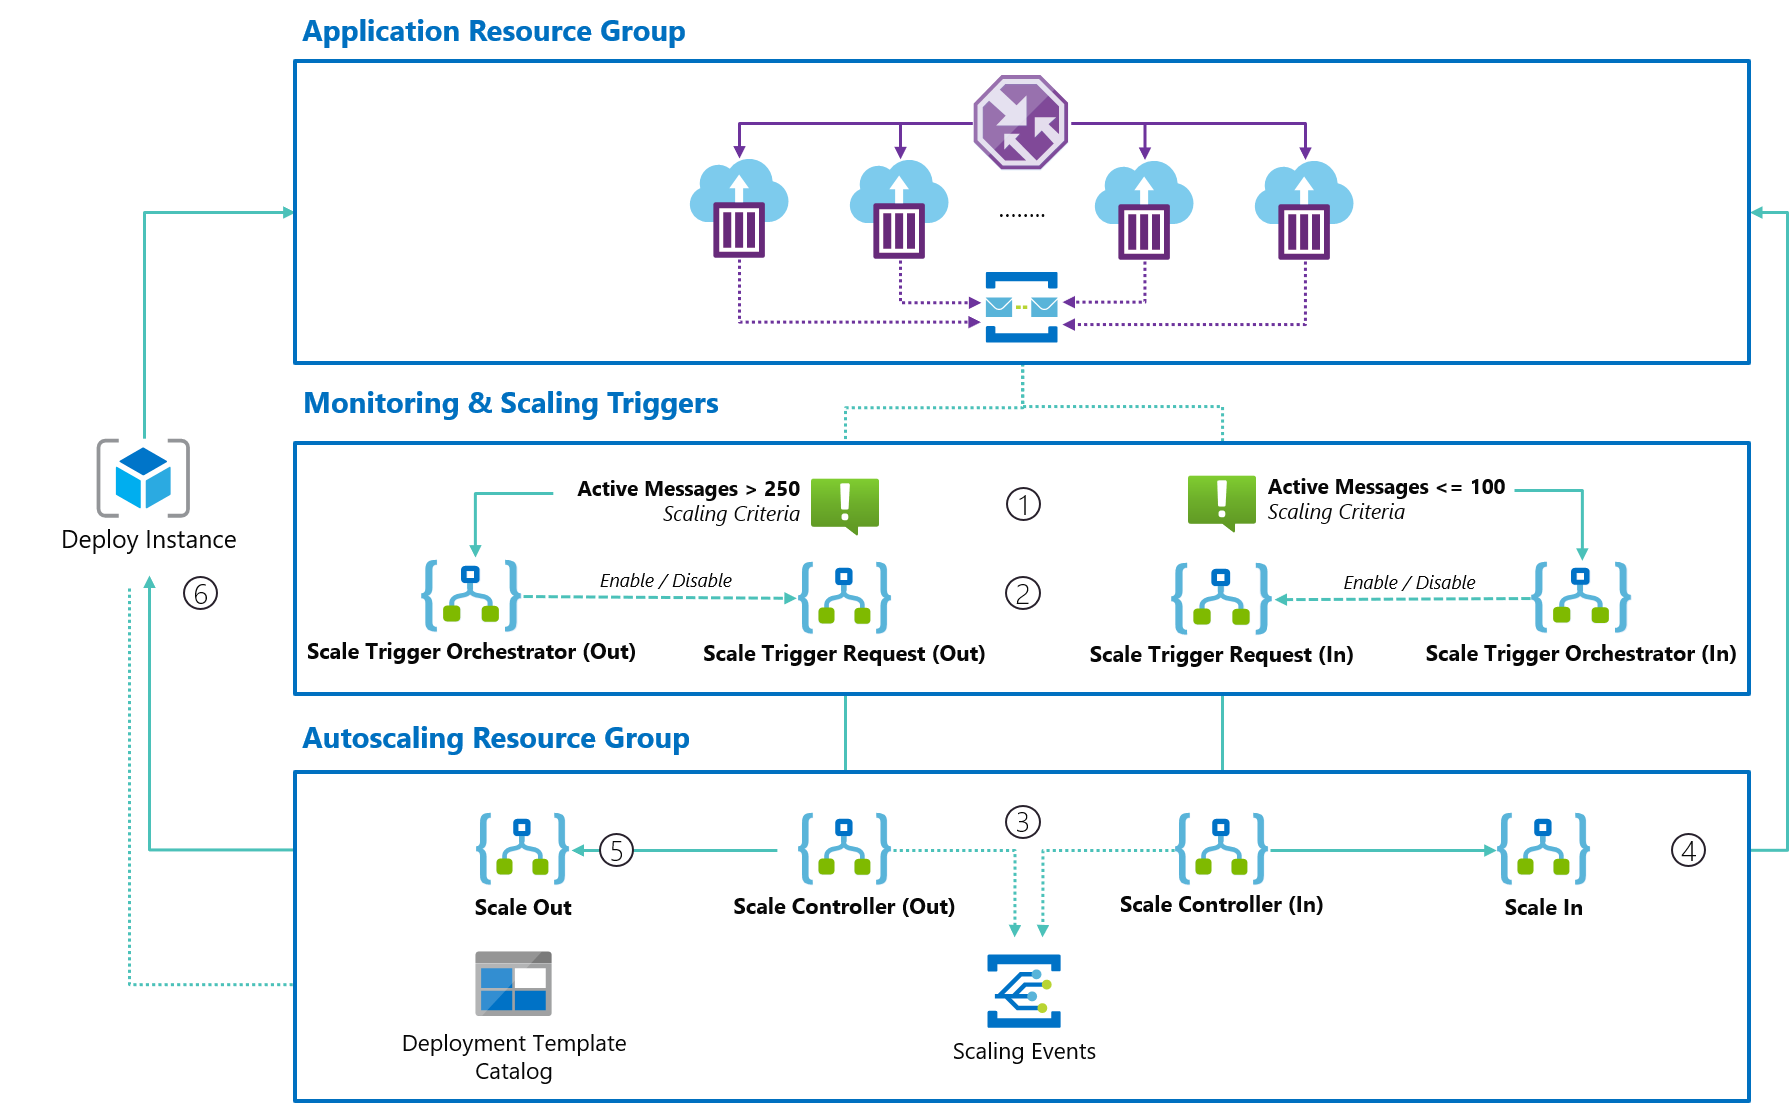 Application Resource Group
........
Monitoring & Scaling Triggers
Active Messages > 250
Scaling Criteria
1
Active Messages <= 100
Scaling Criteria
Deploy Instance
6
Enable / Disable
2
Enable / Disable
Scale Trigger Orchestrator (Out)
Scale Trigger Request (Out)
Scale Trigger Request (In)
Scale Trigger Orchestrator (In)
Autoscaling Resource Group
3
5
4
Scale Out
Scale Controller (Out)
Scale Controller (In)
Scale In
Deployment Template
Catalog
Scaling Events